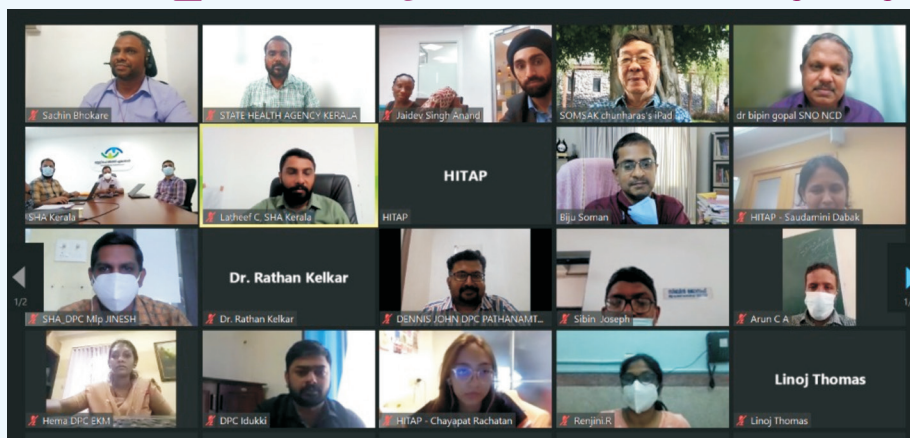 Sachin Bhokare
STATE HEALTH AGENCY KERALA
Jaidev Singh Anand
SOMSAK chunharas's iPad
dr bipin gopal SNO NCD
SHA Kerala
Latheef C. SHA Kerala
HITAP
HITAP
Biju Soman
HITAP - Saudamini Dabak
1/2
SHA_DPC Mlp JINESH
Dr. Rathan Kelkar
Dr. Rathan Kelkar
DENNIS JOHN DPC PATHANAMT...
Sibin Joseph
Arun C A
1/
Hema DPC EKM
DPC Idukki
HITAP - Chayapat Rachatan
Renjini.R
Linoj Thomas
Linoj Thomas